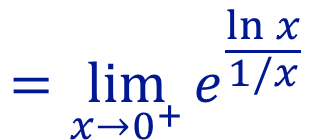 = lim x→0⁺ e^((ln x)/(1/x))